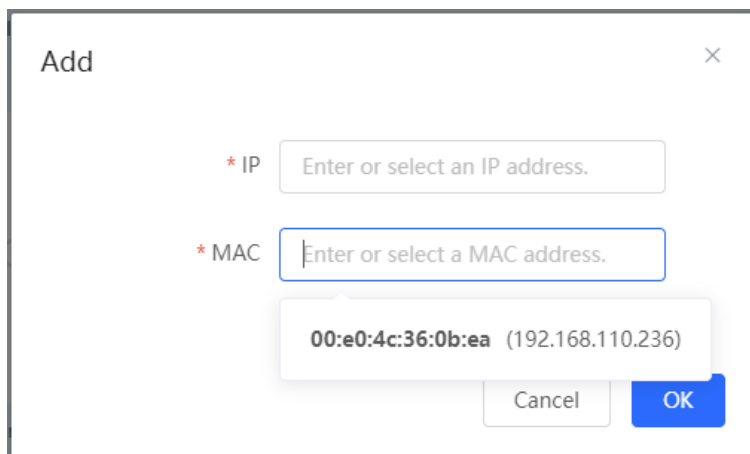 Add
* IP Enter or select an IP address.
* MAC Enter or select a MAC address.
00:e0:4c:36:0b:ea (192.168.110.236)
Cancel OK